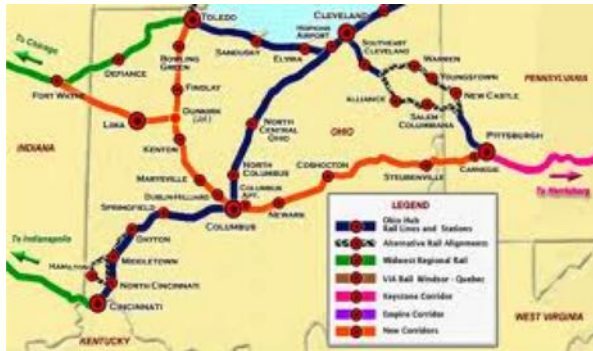 TOLEDO
CLEVELAND
HOPKINS
AIRPORT
To Chicago
SANDUSKY
ELYRIA
SOUTHEAST
CLEVELAND
BOWLING
GREEN
DEFIANCE
WARREN
YOUNGSTOWN
PENNSYLVANIA
FORT WAYNE
FINDLAY
NEW CASTLE
ALLIANCE
SALEM
COLUMBIANA
LIMA
DUNKIRK
NORTH
CENTRAL
OHIO
OHIO
PITTSBURGH
INDIANA
KENTON
CARNEGIE
NORTH
COLUMBUS
COSHOCTON
STEUBENVILLE
MARYSVILLE
COLUMBUS
APT.
To Harrisburg
DUBLIN-HILLIARD
SPRINGFIELD
NEWARK
LEGEND
COLUMBUS
Ohio Hub
Rail Lines and Stations
To Indianapolis
DAYTON
Alternative Rail Alignments
MIDDLETOWN
Midwest Regional Rail
HAMILTON
VIA Rail Windsor - Quebec
NORTH CINCINNATI
Keystone Corridor
CINCINNATI
Empire Corridor
New Corridors
WEST VIRGINIA
KENTUCKY